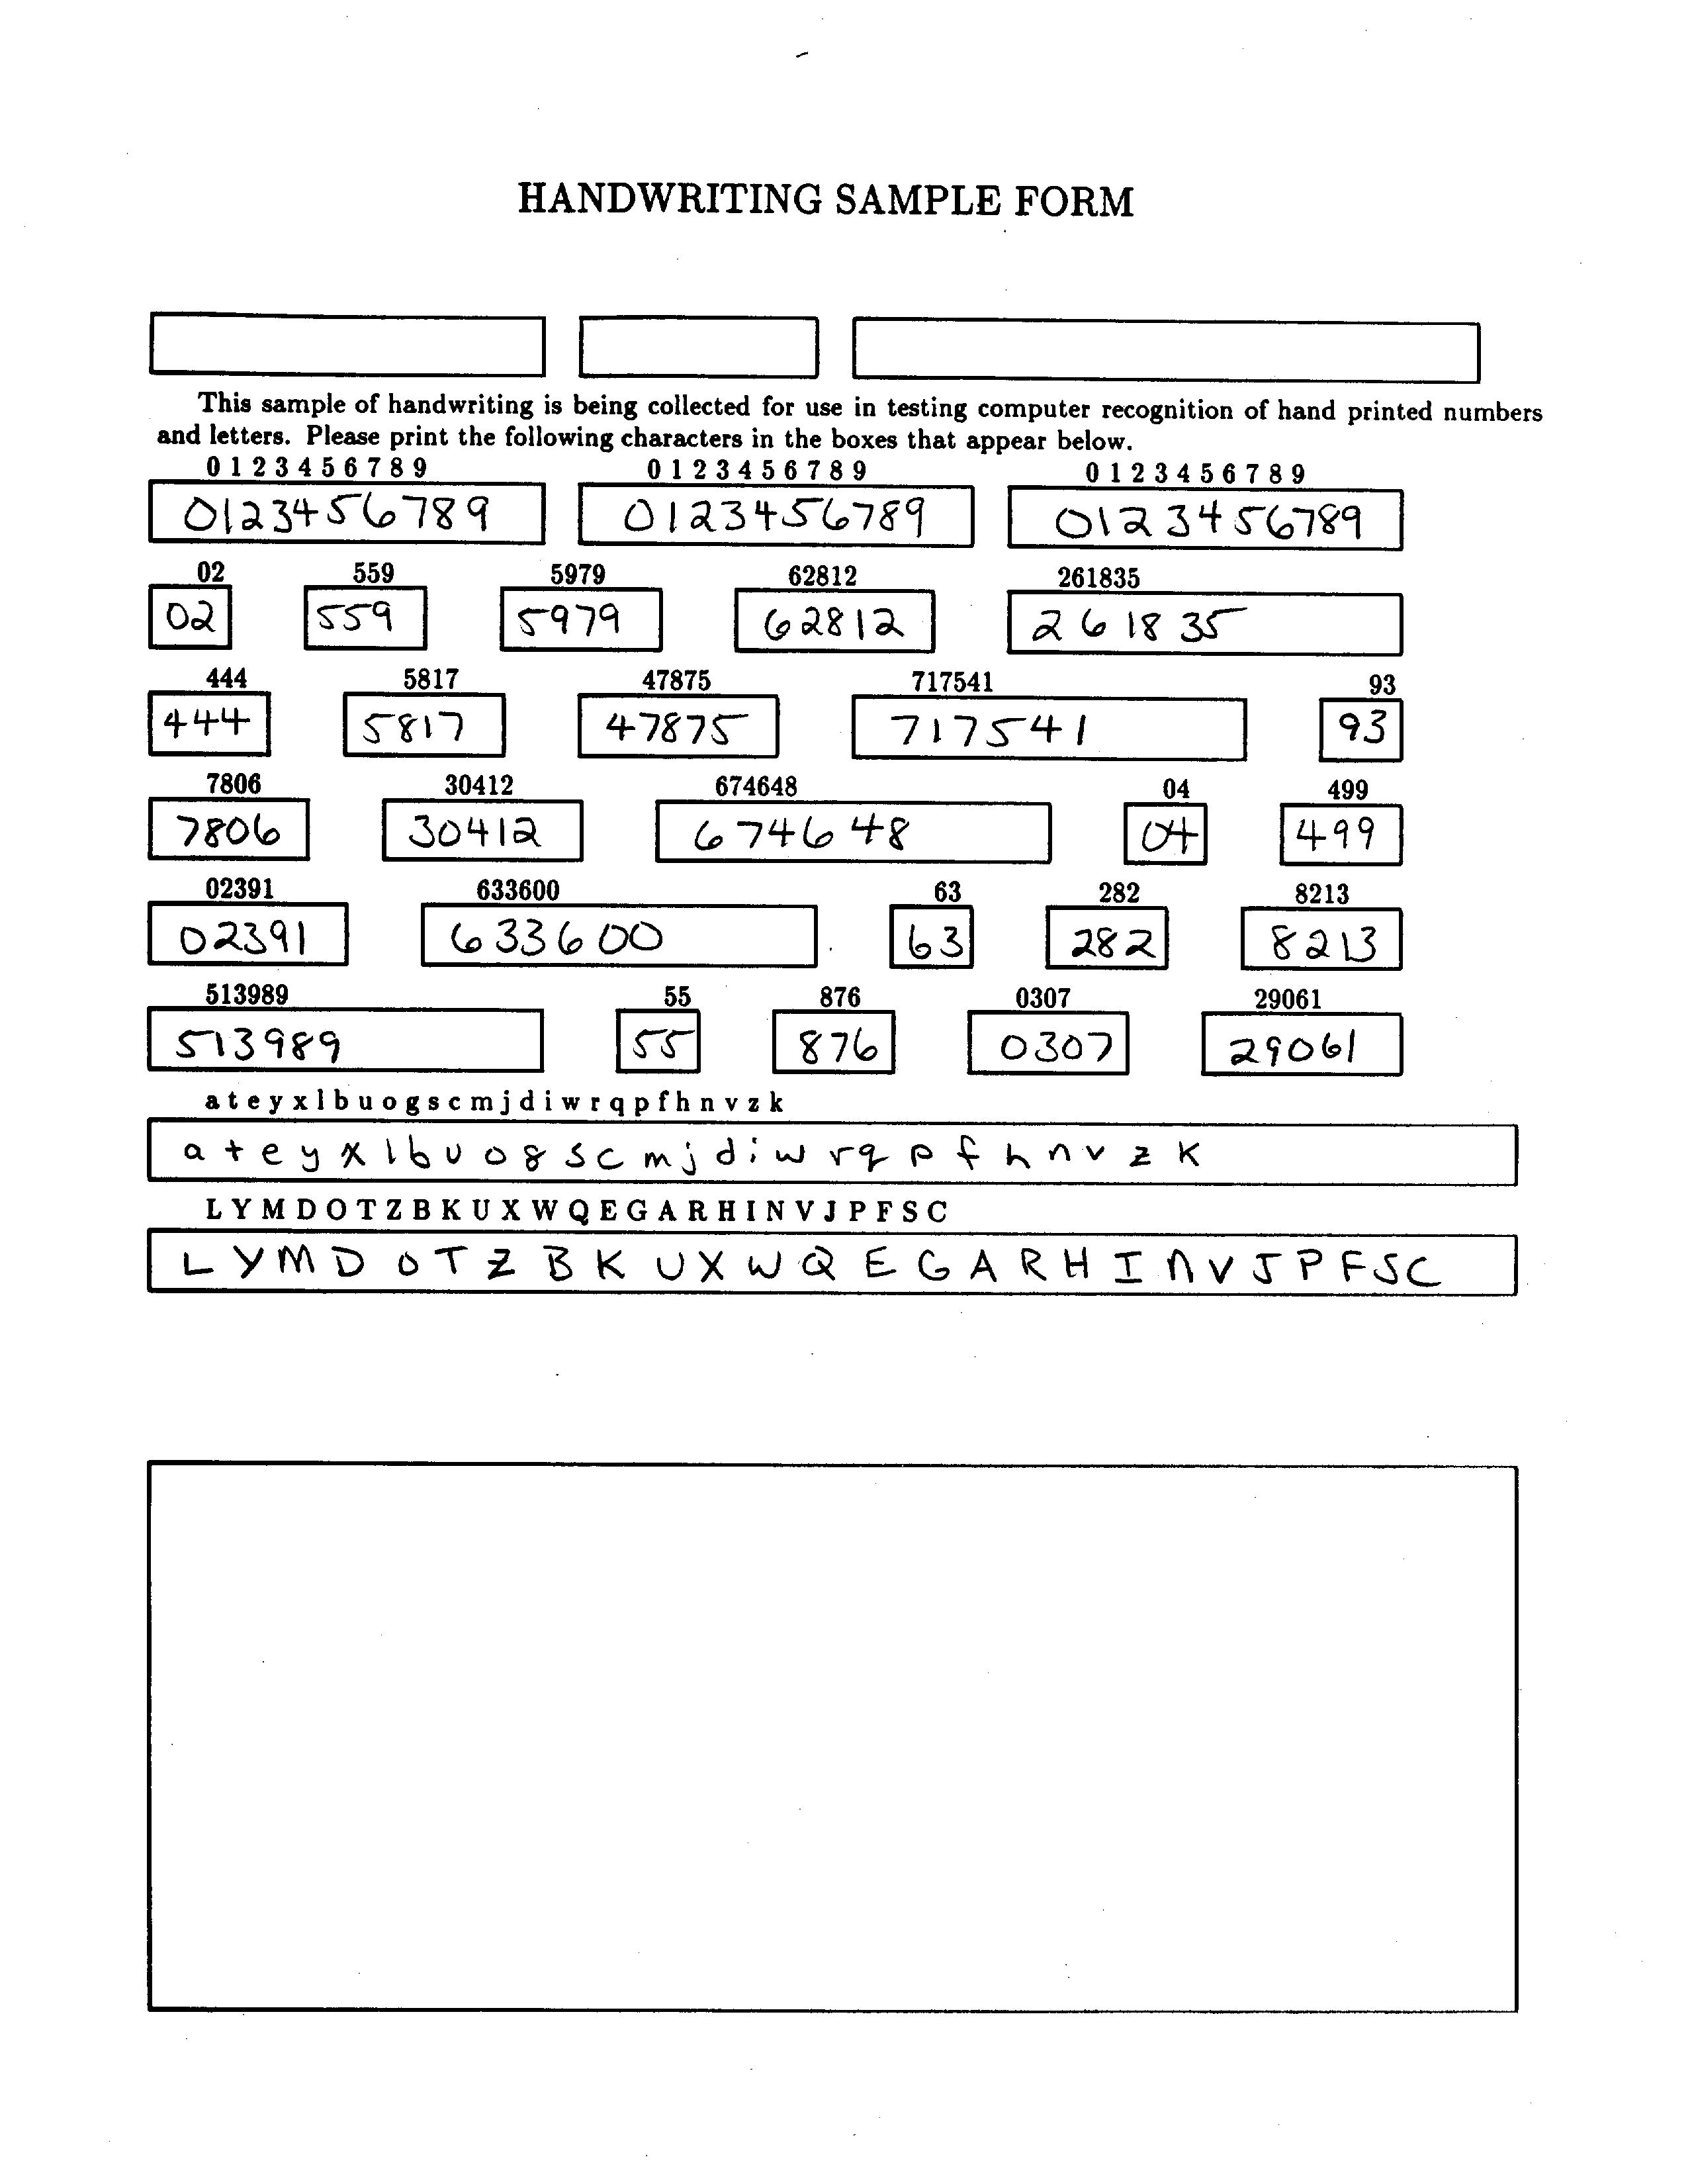 HANDWRITING SAMPLE FORM
This sample of handwriting is being collected for use in testing computer recognition of hand printed numbers
and letters. Please print the following characters in the boxes that appear below.
0 1 2 3 4 5 6 7 8 9 0 1 2 3 4 5 6 7 8 9 0 1 2 3 4 5 6 7 8 9
0123456789 0123456789 0123456789
02 559 5979 62812 261835
02 559 5979 62812 261835
444 5817 47875 717541 93
444 5817 47875 717541 93
7806 30412 674648 04 499
7806 30412 674648 04 499
02391 633600 63 282 8213
02391 633600 63 282 8213
513989 55 876 0307 29061
513989 55 876 0307 29061
a t e y x l b u o g s c m j d i w r q p f h n v z k
a t e y x l b u o g s c m j d i w r q p f h n v z k
L Y M D O T Z B K U X W Q E G A R H I N V J P F S C
L Y M D O T Z B K U X W Q E G A R H I N V J P F S C